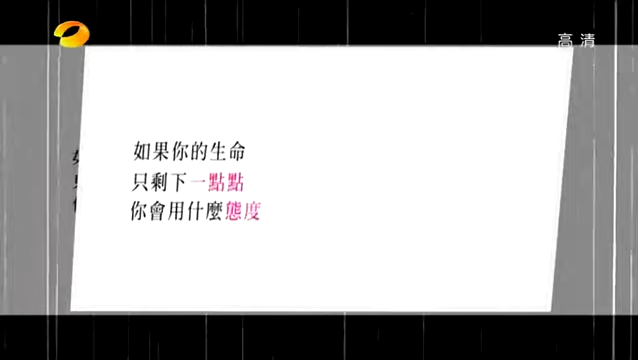 高清
如果你的生命
只剩下一點點
你會用什麼態度